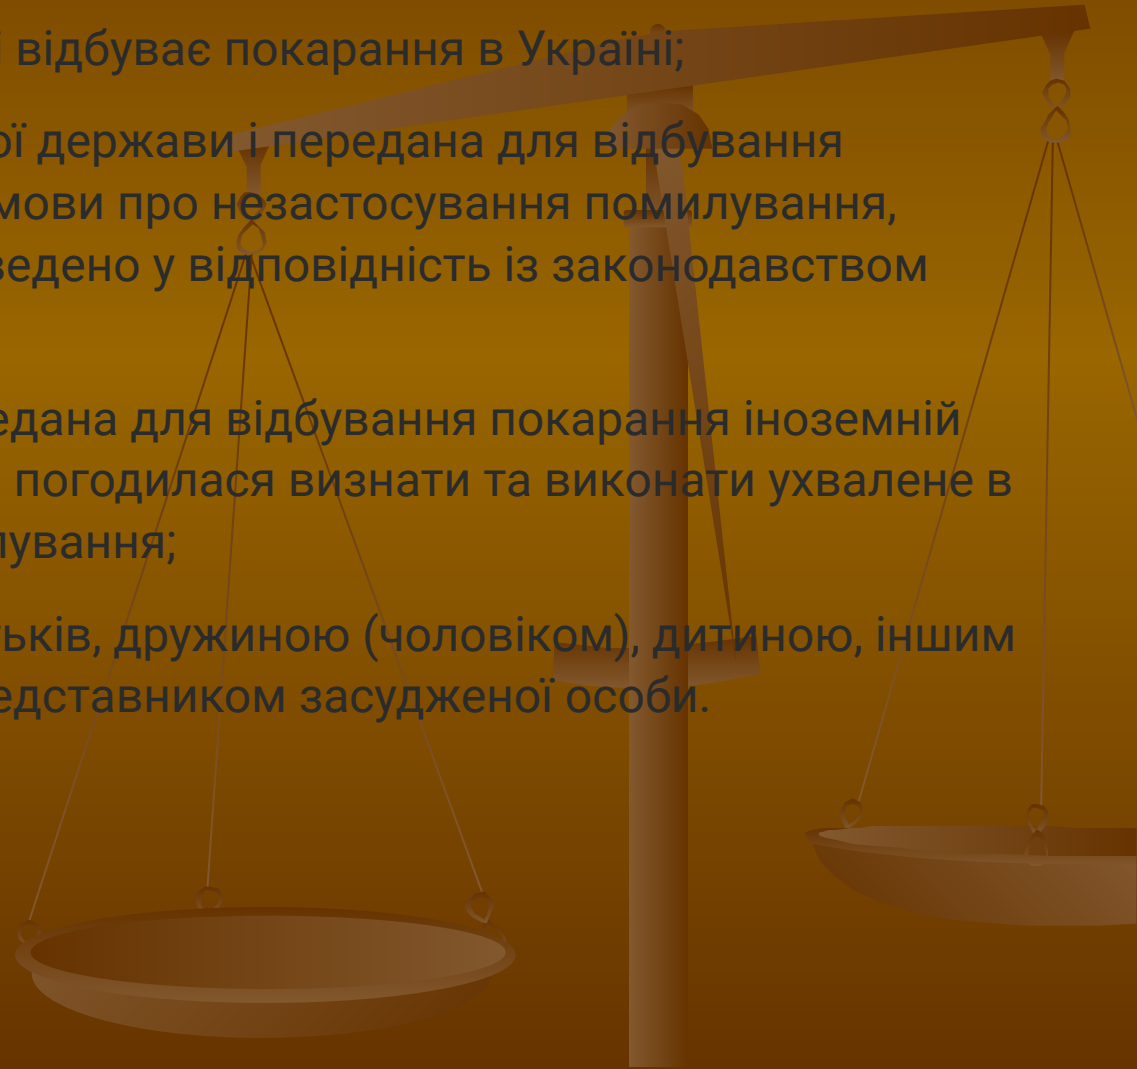 і відбуває покарання в Україні;
ої держави і передана для відбування
мови про незастосування помилування,
ведено у відповідність із законодавством
едана для відбування покарання іноземній
погодилася визнати та виконати ухвалене в
лування;
тьків, дружиною (чоловіком), дитиною, іншим
едставником засудженої особи.